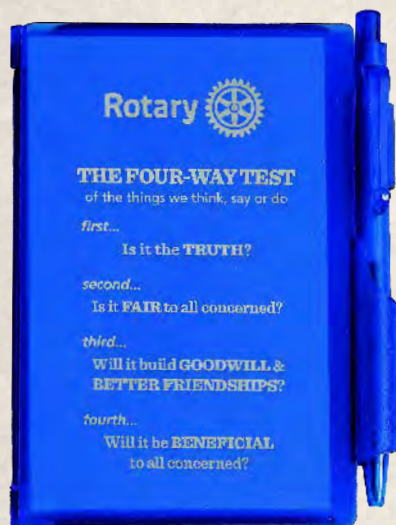 Rotary
THE FOUR-WAY TEST
of the things we think, say or do
first...
Is it the TRUTH?
second...
Is it FAIR to all concerned?
third...
Will it build GOODWILL &
BETTER FRIENDSHIPS?
fourth...
Will it be BENEFICIAL
to all concerned?